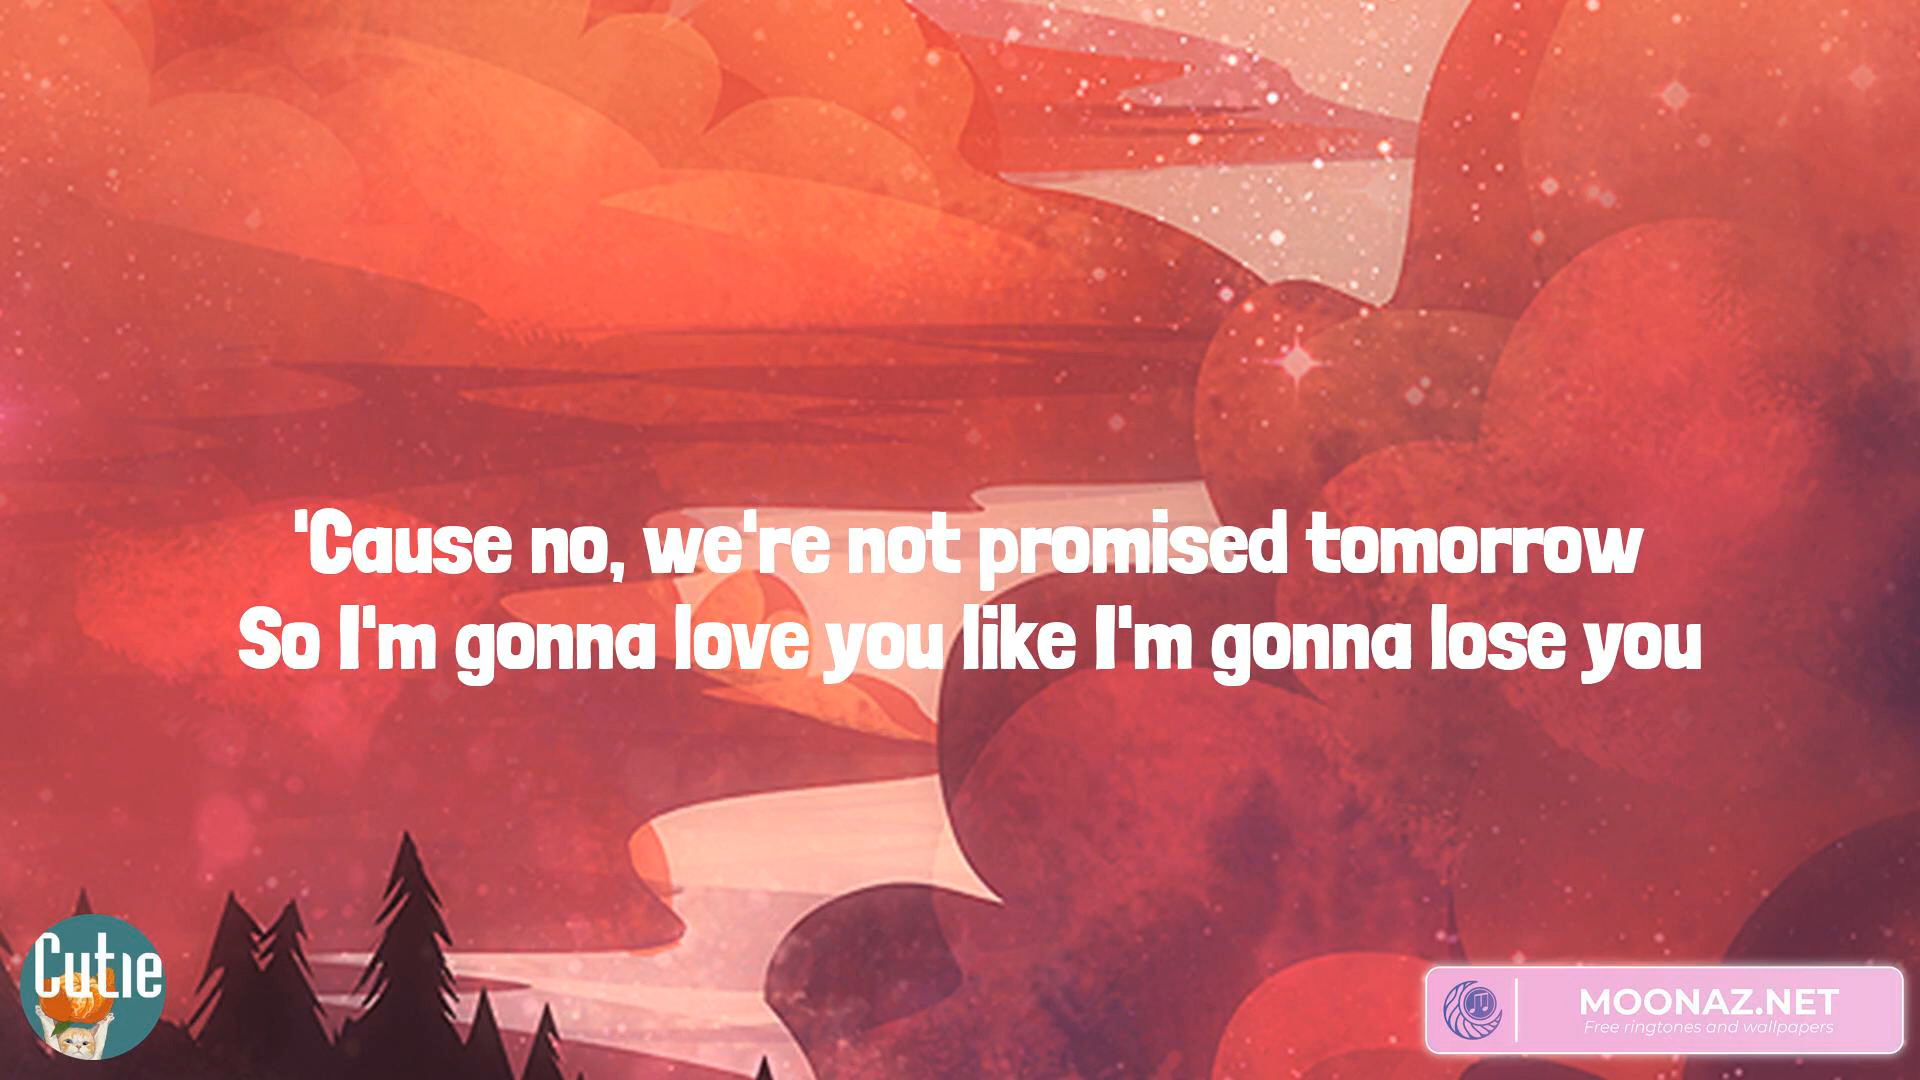 'Cause no, we're not promised tomorrow
So I'm gonna love you like I'm gonna lose you
Cutie
MOONAZ.NET
Free ringtones and wallpapers